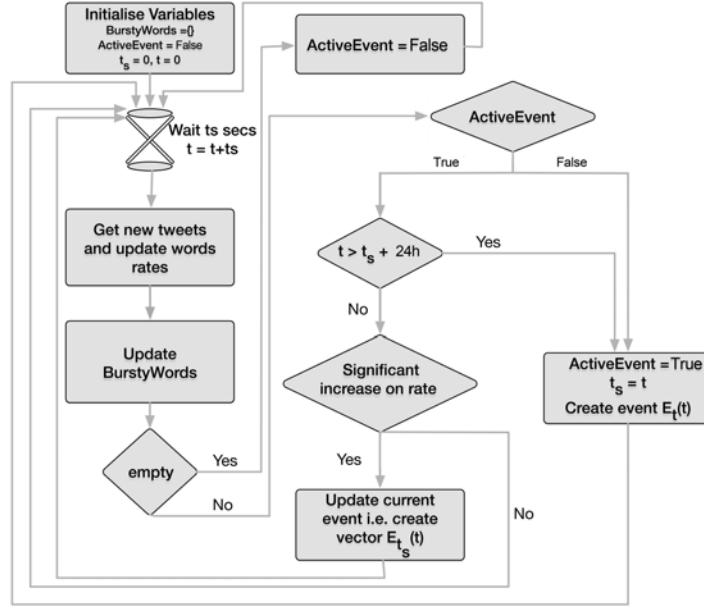 Initialise Variables
BurstyWords ={}
ActiveEvent = False
ts = 0, t = 0
ActiveEvent = False
Wait ts secs
t = t+ts
ActiveEvent
True
False
Get new tweets
and update words
rates
t > ts + 24h
Yes
No
Update
BurstyWords
Significant
increase on rate
ActiveEvent =True
ts = t
Create event Et(t)
empty
Yes
No
Yes
No
Update current
event i.e. create
vector Ets(t)